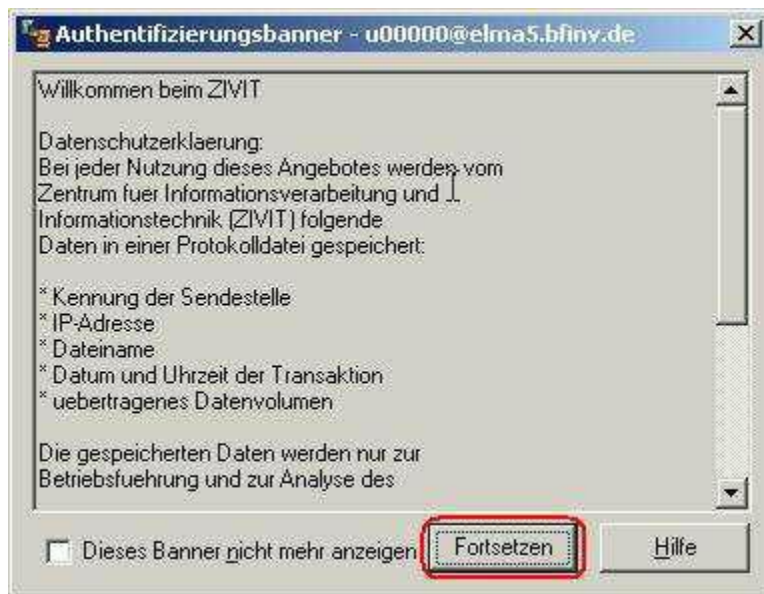 Authentifizierungsbanner - u00000@elma5.bfinv.de
Willkommen beim ZIVIT
Datenschutzerklaerung:
Bei jeder Nutzung dieses Angebotes werden vom
Zentrum fuer Informationsverarbeitung und
Informationstechnik (ZIVIT) folgende
Daten in einer Protokolldatei gespeichert:
* Kennung der Sendestelle
* IP-Adresse
* Dateiname
* Datum und Uhrzeit der Transaktion
* uebertragenes Datenvolumen
Die gespeicherten Daten werden nur zur
Betriebsfuehrung und zur Analyse des
Dieses Banner nicht mehr anzeigen Fortsetzen Hilfe